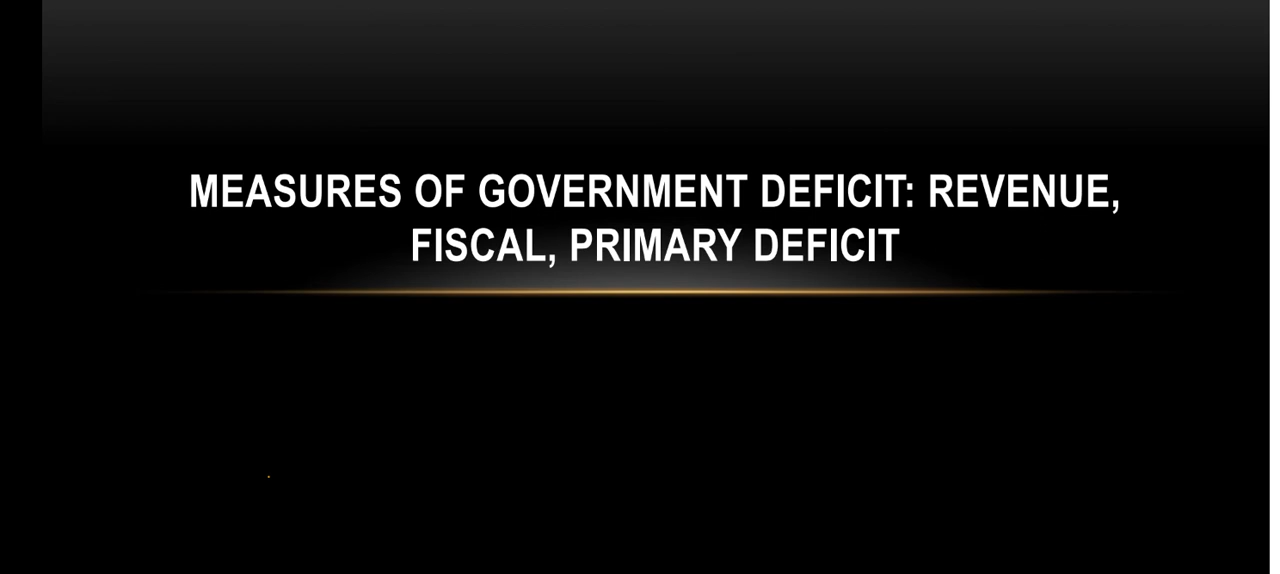 MEASURES OF GOVERNMENT DEFICIT: REVENUE,
FISCAL, PRIMARY DEFICIT